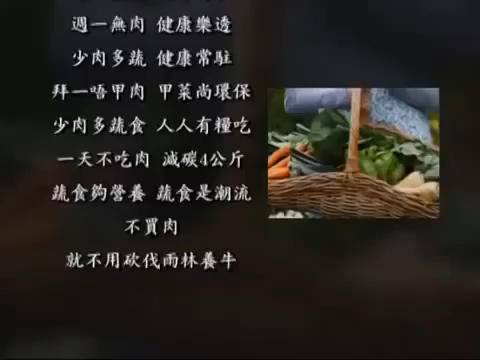 週一無肉 健康樂透
少肉多蔬 健康常駐
拜一唔甲肉 甲菜尚環保
少肉多蔬食 人人有糧吃
一天不吃肉 減碳4公斤
蔬食夠營養 蔬食是潮流
不買肉
就不用砍伐雨林養牛